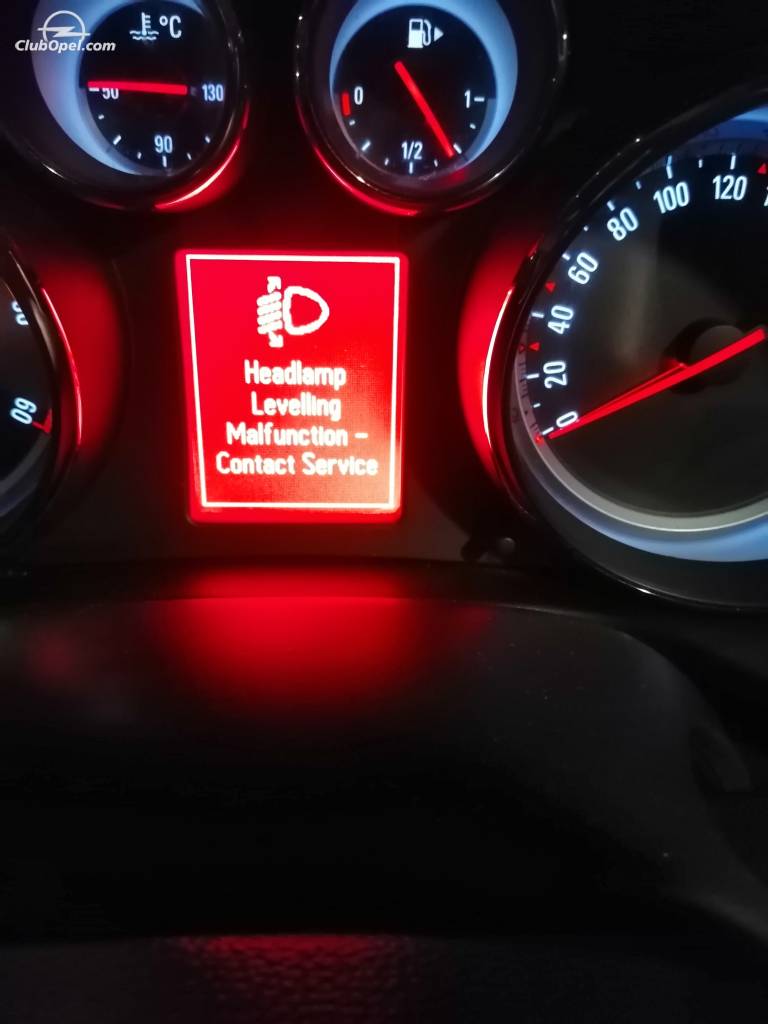 ClubOpel.com
°C
50
90
130
0
1/2
1
60
0
20
40
60
80
100
120
Headlamp
Levelling
Malfunction -
Contact Service